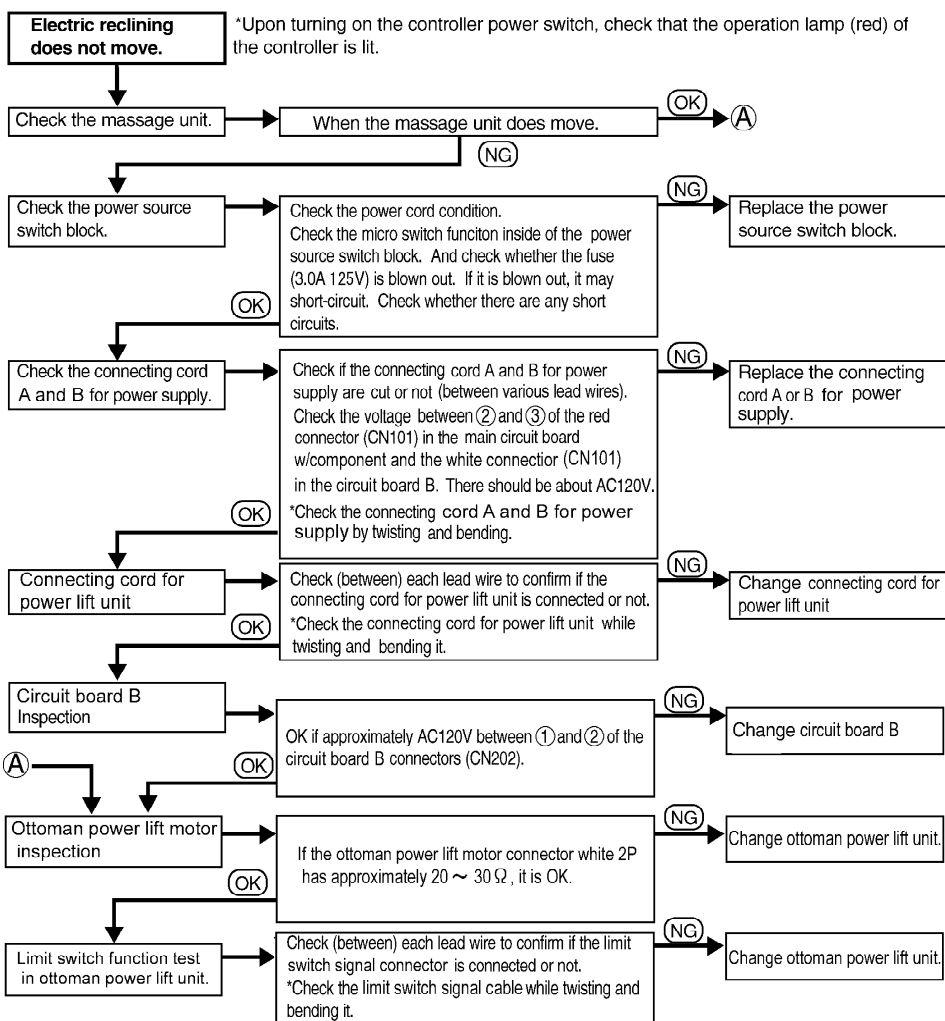 Electric reclining
does not move.
*Upon turning on the controller power switch, check that the operation lamp (red) of
the controller is lit.
Check the massage unit.
When the massage unit does move.
OK
Ⓐ
NG
Check the power source
switch block.
Check the power cord condition.
Check the micro switch funciton inside of the power
source switch block. And check whether the fuse
(3.0A 125V) is blown out. If it is blown out, it may
short-circuit. Check whether there are any short
circuits.
NG
Replace the power
source switch block.
OK
Check the connecting cord
A and B for power supply.
Check if the connecting cord A and B for power
supply are cut or not (between various lead wires).
Check the voltage between ② and ③ of the red
connector (CN101) in the main circuit board
w/component and the white connectior (CN101)
in the circuit board B. There should be about AC120V.
*Check the connecting cord A and B for power
supply by twisting and bending.
NG
Replace the connecting
cord A or B for power
supply.
OK
Connecting cord for
power lift unit
Check (between) each lead wire to confirm if the
connecting cord for power lift unit is connected or not.
*Check the connecting cord for power lift unit while
twisting and bending it.
NG
Change connecting cord for
power lift unit
OK
Circuit board B
Inspection
OK if approximately AC120V between ① and ② of the
circuit board B connectors (CN202).
NG
Change circuit board B
Ⓐ
OK
Ottoman power lift motor
inspection
If the ottoman power lift motor connector white 2P
has approximately 20 ～ 30 Ω, it is OK.
NG
Change ottoman power lift unit.
OK
Limit switch function test
in ottoman power lift unit.
Check (between) each lead wire to confirm if the limit
switch signal connector is connected or not.
*Check the limit switch signal cable while twisting and
bending it.
NG
Change ottoman power lift unit.